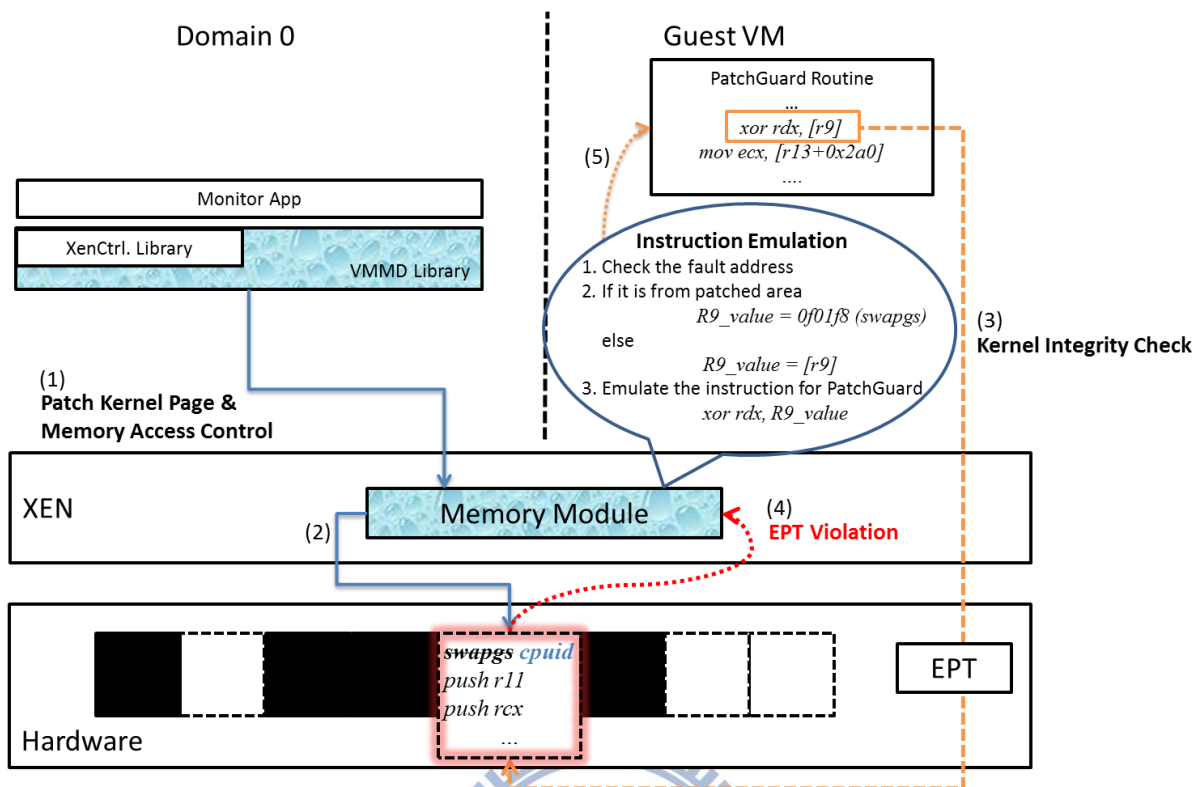 Domain 0
Guest VM
PatchGuard Routine
...
xor rdx, [r9]
mov ecx, [r13+0x2a0]
....
(5)
Monitor App
XenCtrl. Library
VMMD Library
Instruction Emulation
1. Check the fault address
2. If it is from patched area
R9_value = 0f01f8 (swapgs)
else
R9_value = [r9]
3. Emulate the instruction for PatchGuard
xor rdx, R9_value
(3)
Kernel Integrity Check
(1)
Patch Kernel Page &
Memory Access Control
XEN
Memory Module
(2)
(4)
EPT Violation
swapgs cpuid
push r11
push rcx
...
EPT
Hardware